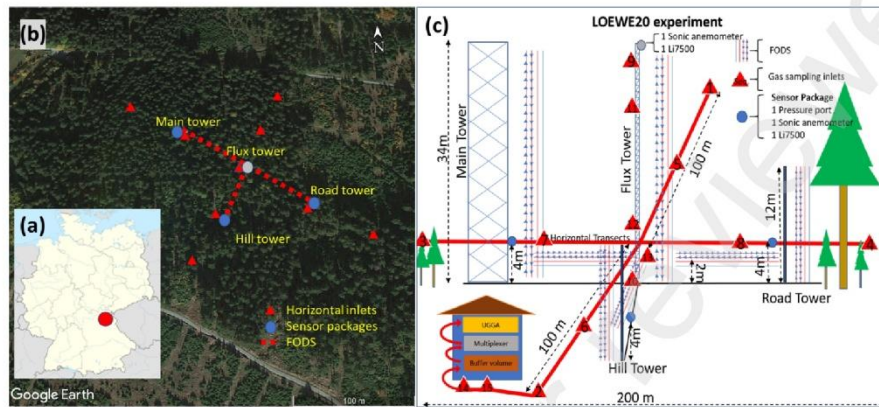 (b)
N
Main tower
Flux tower
Road tower
Hill tower
(a)
Horizontal inlets
Sensor packages
FODS
Google Earth
100 m
(c)
LOEWE20 experiment
1 Sonic anemometer
1 Li7500
FODS
Gas sampling inlets
Sensor Package
1 Pressure port
1 Sonic anemometer
1 Li7500
34m
Main Tower
Flux Tower
100 m
12m
Horizontal Transects
4m
2m
4m
Road Tower
UGGA
Multiplexer
Buffer volume
100 m
4m
Hill Tower
200 m